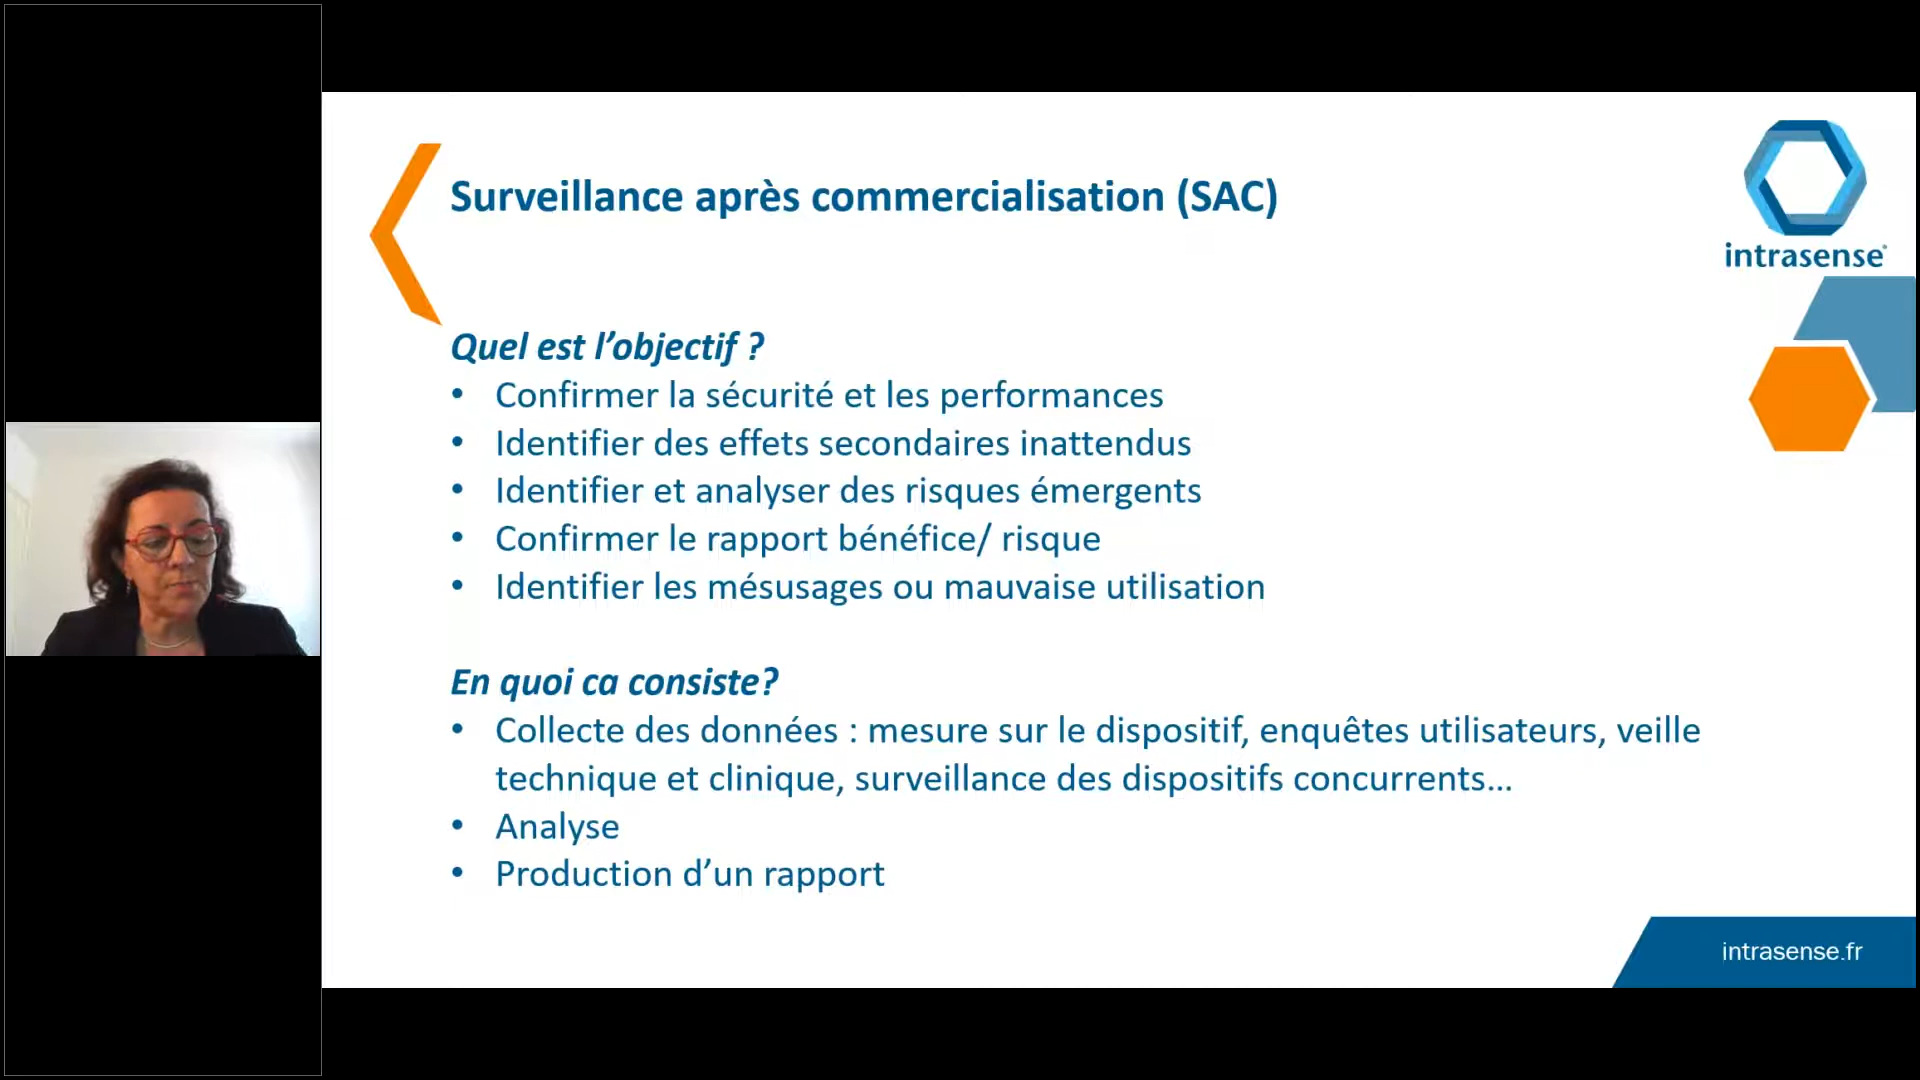 Surveillance après commercialisation (SAC)
intrasense®
Quel est l’objectif ?
• Confirmer la sécurité et les performances
• Identifier des effets secondaires inattendus
• Identifier et analyser des risques émergents
• Confirmer le rapport bénéfice/ risque
• Identifier les mésusages ou mauvaise utilisation
En quoi ca consiste?
• Collecte des données : mesure sur le dispositif, enquêtes utilisateurs, veille
technique et clinique, surveillance des dispositifs concurrents...
• Analyse
• Production d’un rapport
intrasense.fr